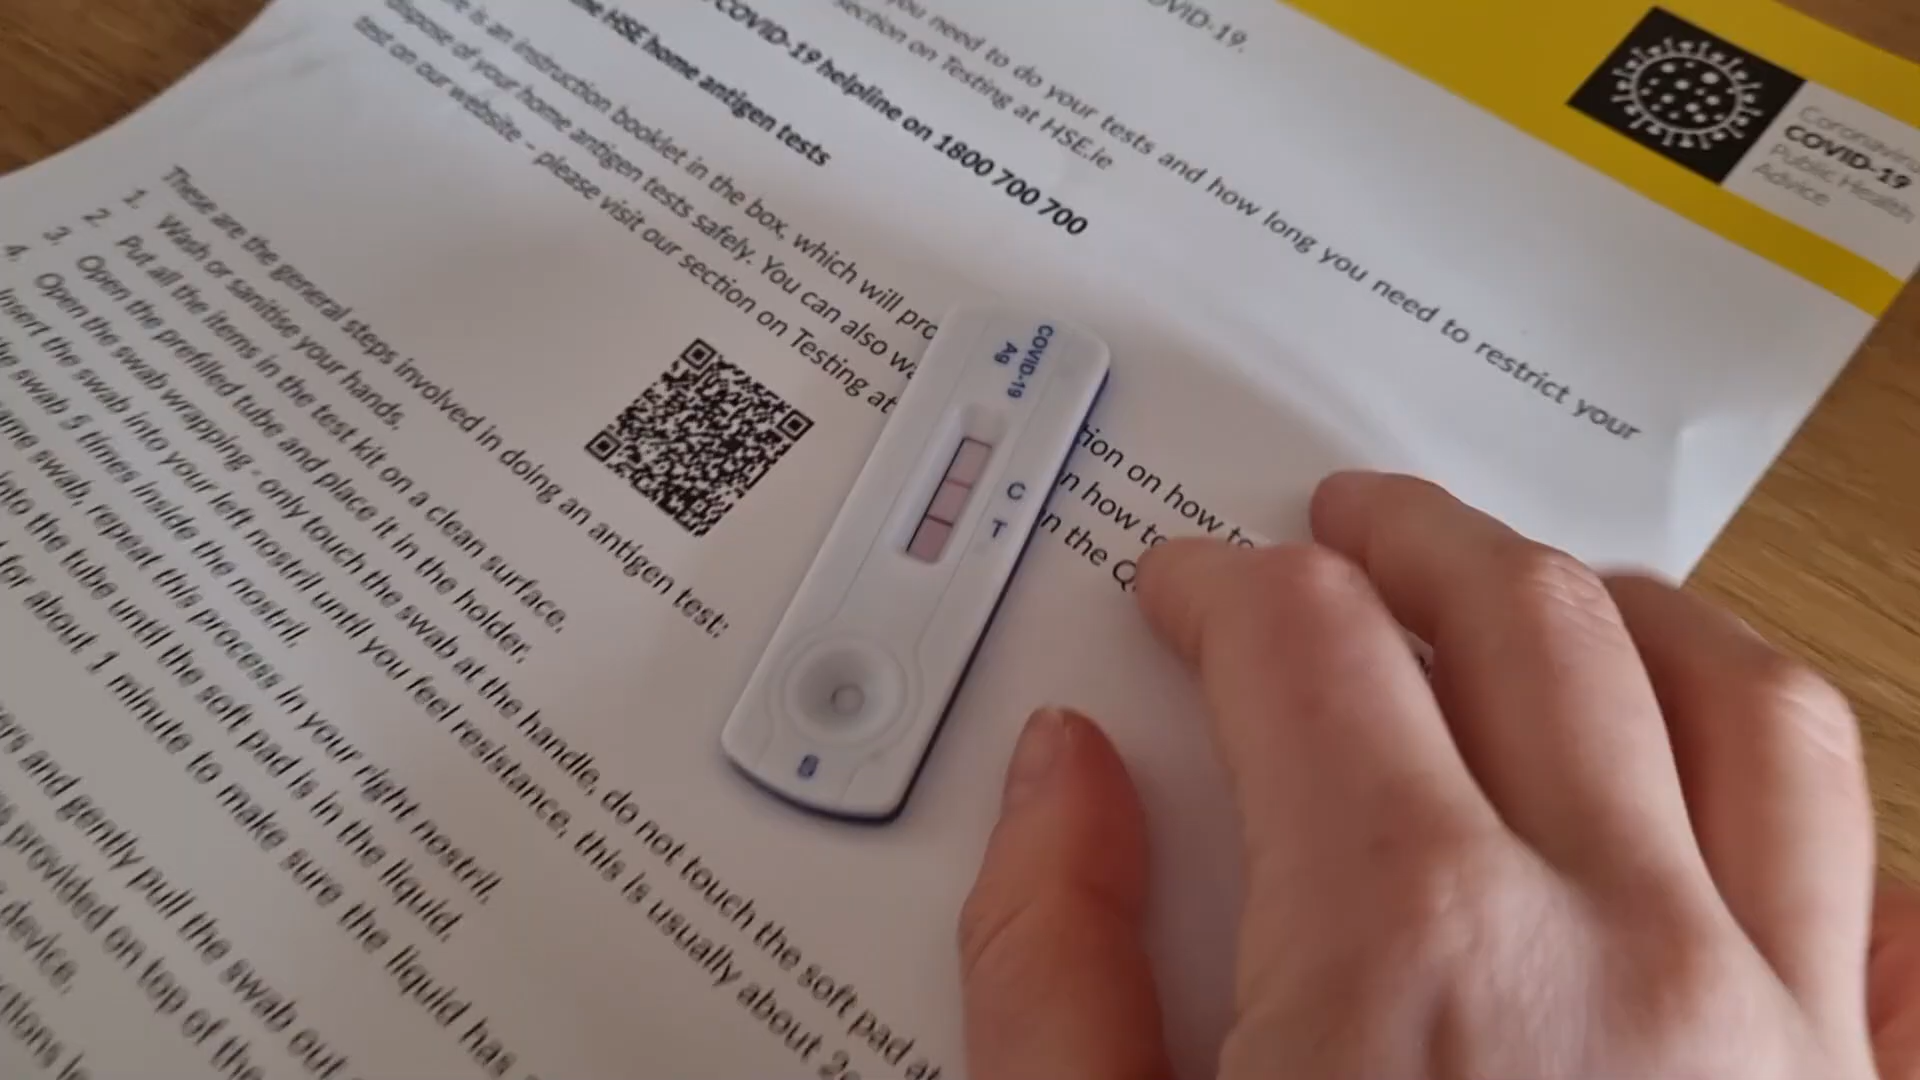 OVID-19.
you need to do your tests and how long you need to restrict your
section on Testing at HSE.ie
COVID-19 helpline on 1800 700 700
the HSE home antigen tests
is an instruction booklet in the box, which will
tion on how to
dispose of your home antigen tests safely. You can also
n how to
test on our website - please visit our section on Testing at
in the
Coronavirus
COVID-19
Public Health
Advice
COVID-19
Ag
C
T
S
These are the general steps involved in doing an antigen test:
1. Wash or sanitise your hands.
2. Put all the items in the test kit on a clean surface.
3. Open the prefilled tube and place it in the holder.
4. Open the swab wrapping - only touch the swab at the handle, do not touch the soft pad at
Insert the swab into your left nostril until you feel resistance, this is usually about
the swab 5 times inside the nostril.
same swab, repeat this process in your right nostril.
into the tube until the soft pad is in the liquid.
for about 1 minute to make sure the liquid has
and gently pull the swab out
provided on top of the
device.